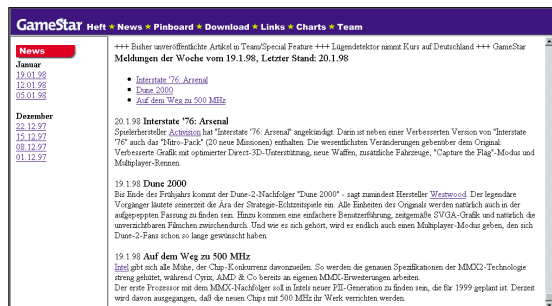 GameStar Heft ★ News ★ Pinboard ★ Download ★ Links ★ Charts ★ Team
News
Januar
19.01.98
12.01.98
05.01.98
Dezember
22.12.97
15.12.97
08.12.97
01.12.97
+++ Bisher unveröffentlichte Artikel in Team/Special Feature +++ Lügendetektor nimmt Kurs auf Deutschland +++ GameStar
Meldungen der Woche vom 19.1.98, Letzter Stand: 20.1.98
• Interstate '76: Arsenal
• Dune 2000
• Auf dem Weg zu 500 MHz
20.1.98 Interstate '76: Arsenal
Spielerhersteller Activision hat "Interstate '76: Arsenal" angekündigt. Darin ist neben einer Verbesserten Version von "Interstate
'76" auch das "Nitro-Pack" (20 neue Missionen) enthalten. Die wesentlichsten Veränderungen gebenüber dem Original:
Verbesserte Grafik mit optimierter Direct-3D-Unterstützung, neue Waffen, zusätzliche Fahrzeuge, "Capture the Flag"-Modus und
Multiplayer-Rennen.
19.1.98 Dune 2000
Bis Ende des Frühjahrs kommt der Dune-2-Nachfolger "Dune 2000" - sagt zumindest Hersteller Westwood. Der legendäre
Vorgänger läutete seinerzeit die Ära der Strategie-Echtzeitspiele ein. Alle Einheiten des Originals werden natürlich auch in der
aufgepeppten Fassung zu finden sein. Hinzu kommen eine einfachere Benutzerführung, zeitgemäße SVGA-Grafik und natürlich die
unverzichtbaren Filmchen zwischendurch. Und wie es sich gehört, wird es endlich auch einen Multiplayer-Modus geben, den sich
Dune-2-Fans schon so lange gewünscht haben.
19.1.98 Auf dem Weg zu 500 MHz
Intel gibt sich alle Mühe, der Chip-Konkurrenz davonzueilen. So werden die genauen Spezifikationen der MMX2-Technologie
streng gehütet, während Cyrix, AMD & Co bereits an eigenen MMX-Erweiterungen arbeiten.
Der erste Prozessor mit dem MMX-Nachfolger soll in Intels neuer PII-Generation zu finden sein, die für 1999 geplant ist. Derzeit
wird davon ausgegangen, daß die neuen Chips mit 500 MHz ihr Werk verrichten werden.